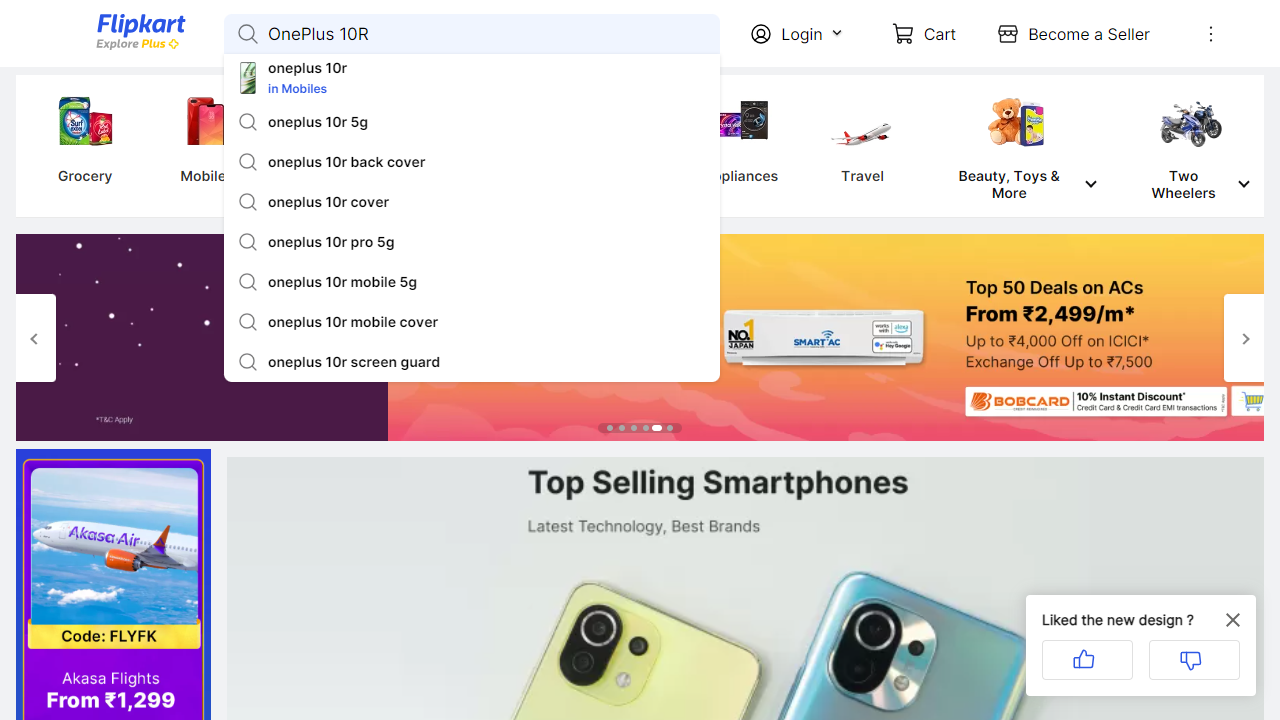 Flipkart
Explore Plus
OnePlus 10R
Login
Cart
Become a Seller
oneplus 10r
in Mobiles
oneplus 10r 5g
oneplus 10r back cover
oneplus 10r cover
oneplus 10r pro 5g
oneplus 10r mobile 5g
oneplus 10r mobile cover
oneplus 10r screen guard
Grocery
Mobile
pliances
Travel
Beauty, Toys &
More
Two
Wheelers
*T&C Apply
NO.1
JAPAN
SMART AC
works with alexa
Hey Google
Top 50 Deals on ACs
From ₹2,499/m*
Up to ₹4,000 Off on ICICI*
Exchange Off Up to ₹7,500
BOBCARD
10% Instant Discount*
Credit Card & Credit Card EMI transactions
Akasa Air
Code: FLYFK
Akasa Flights
From ₹1,299
Top Selling Smartphones
Latest Technology, Best Brands
Liked the new design ?